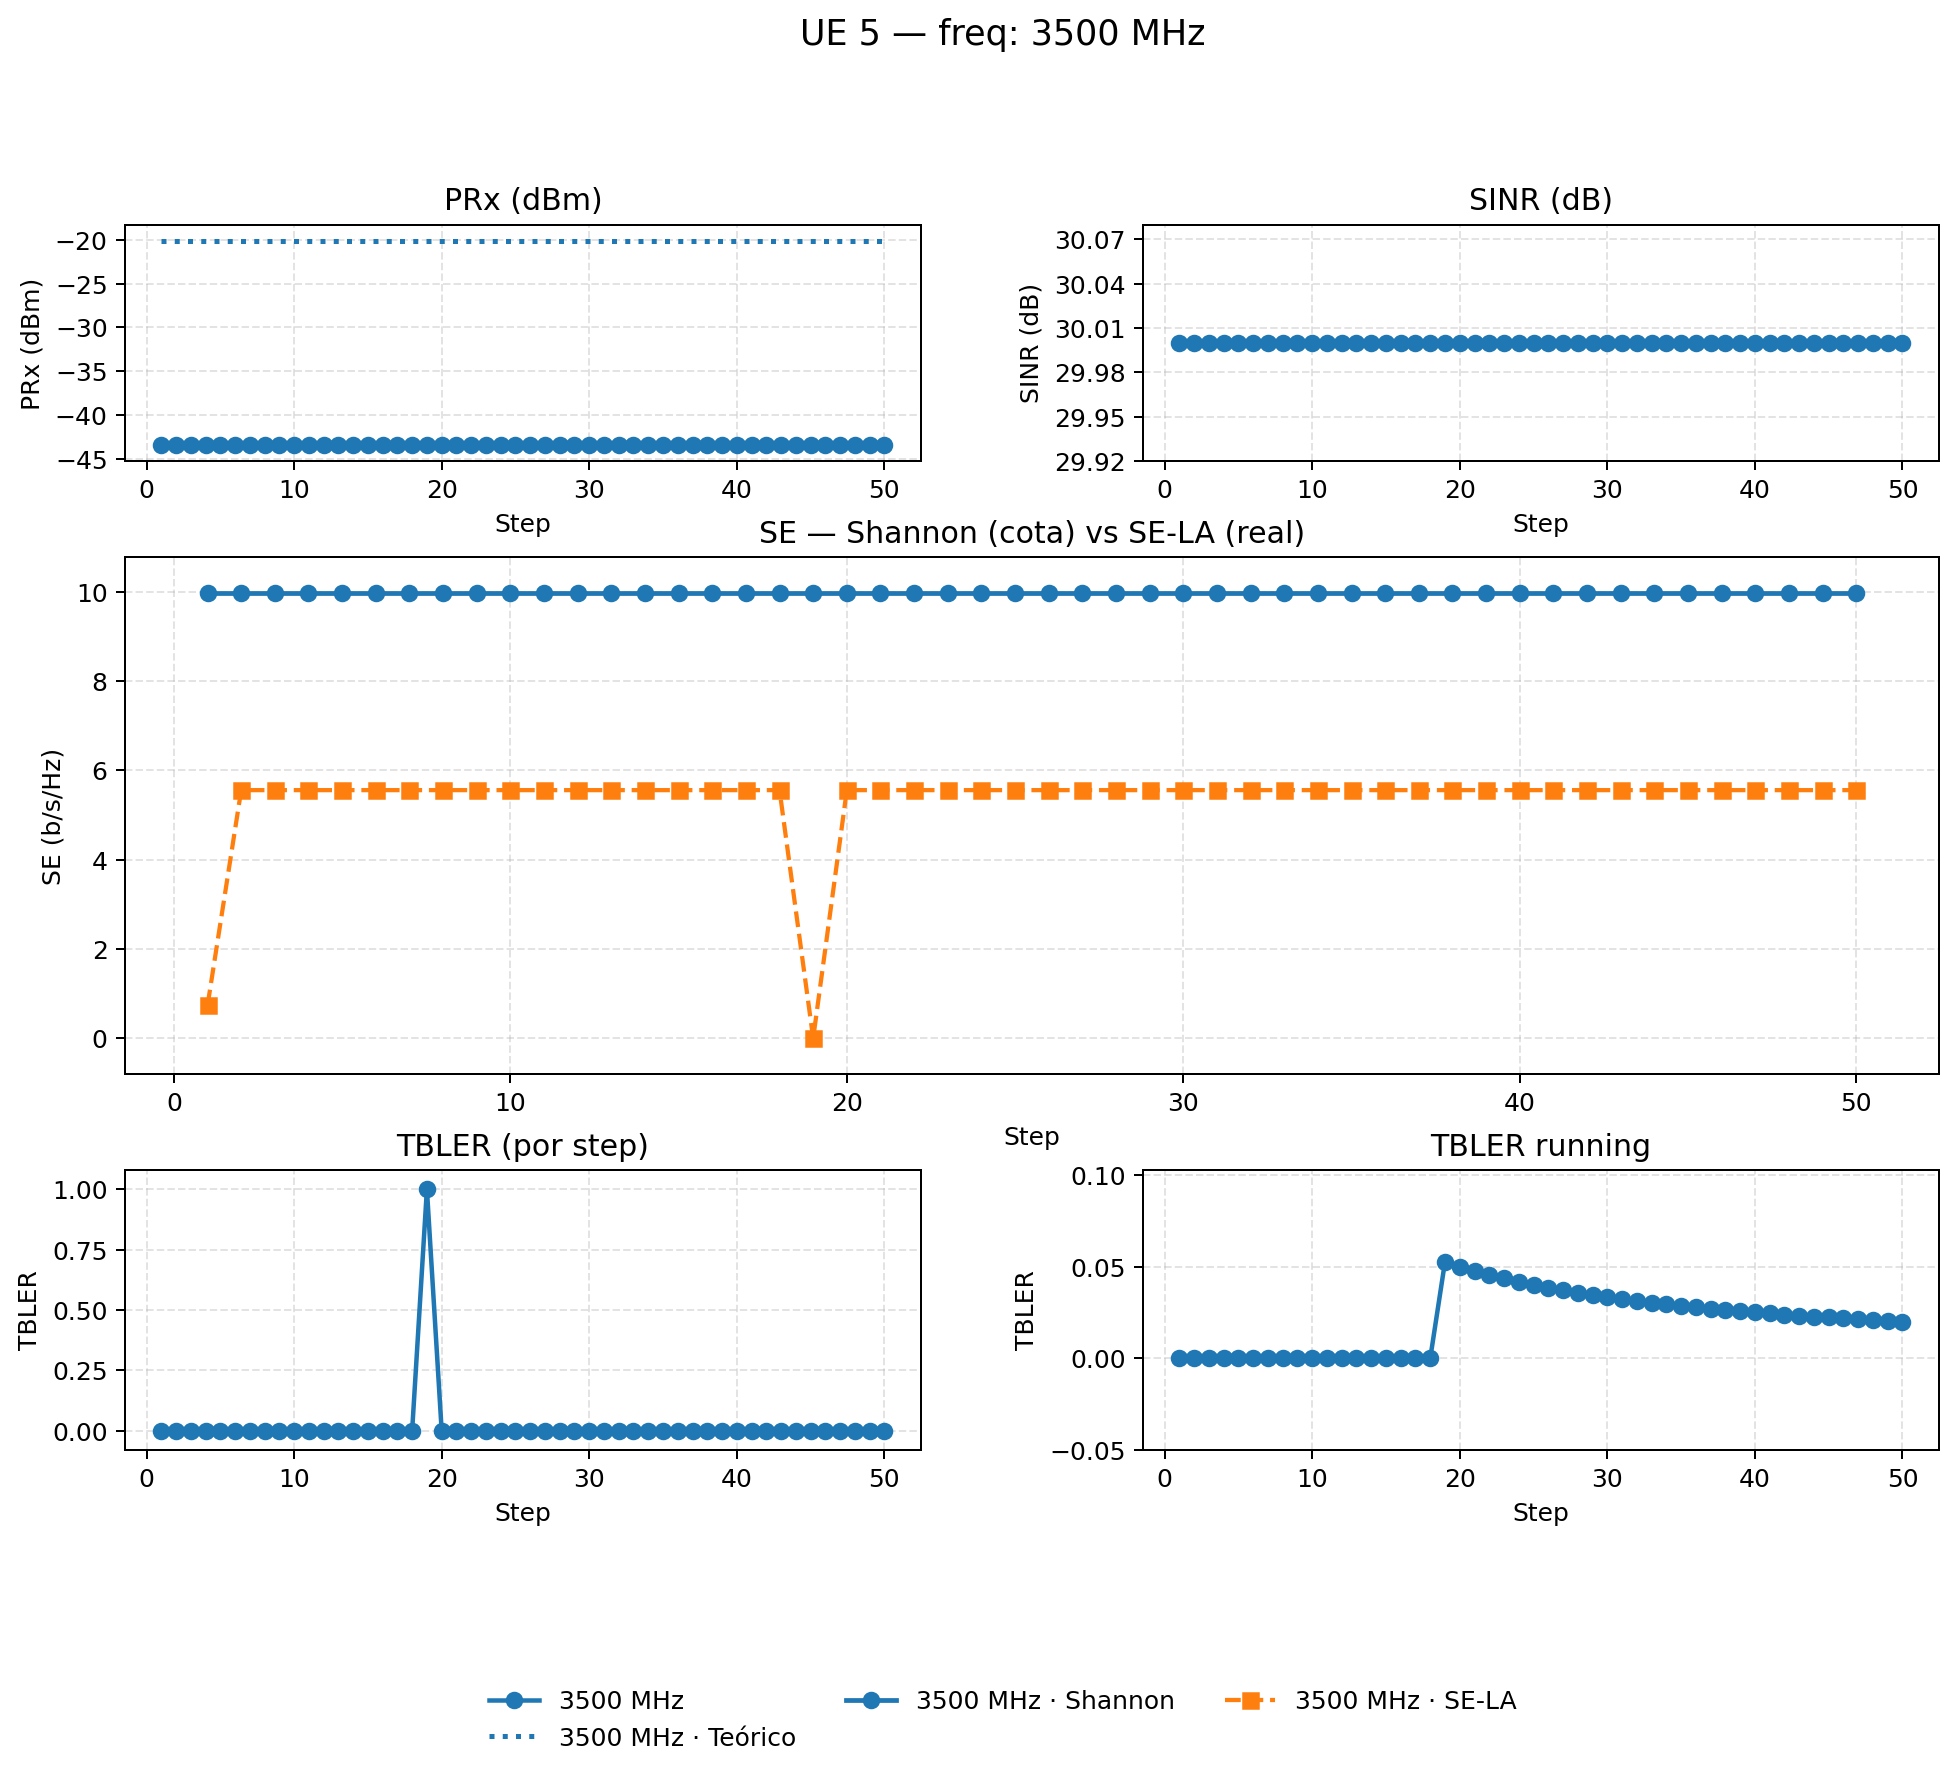 UE 5 — freq: 3500 MHz
PRx (dBm)
PRx (dBm)
−20
−25
−30
−35
−40
−45
0 10 20 30 40 50
Step
SINR (dB)
SINR (dB)
30.07
30.04
30.01
29.98
29.95
29.92
0 10 20 30 40 50
Step
SE — Shannon (cota) vs SE-LA (real)
SE (b/s/Hz)
10
8
6
4
2
0
0 10 20 30 40 50
Step
TBLER (por step)
TBLER
1.00
0.75
0.50
0.25
0.00
0 10 20 30 40 50
Step
TBLER running
TBLER
0.10
0.05
0.00
−0.05
0 10 20 30 40 50
Step
3500 MHz
3500 MHz · Teórico
3500 MHz · Shannon
3500 MHz · SE-LA